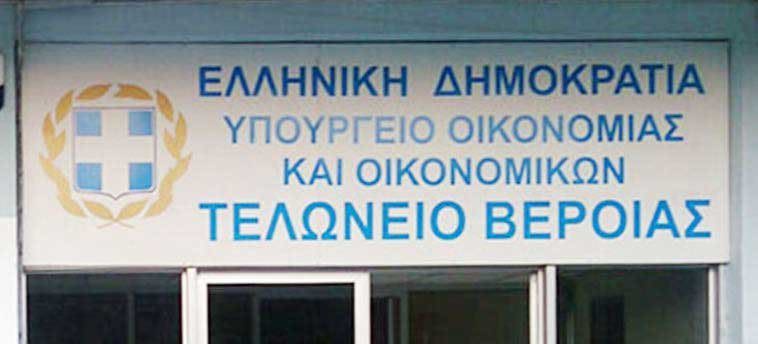 ΕΛΛΗΝΙΚΗ ΔΗΜΟΚΡΑΤΙΑ
ΥΠΟΥΡΓΕΙΟ ΟΙΚΟΝΟΜΙΑΣ
ΚΑΙ ΟΙΚΟΝΟΜΙΚΩΝ
ΤΕΛΩΝΕΙΟ ΒΕΡΟΙΑΣ